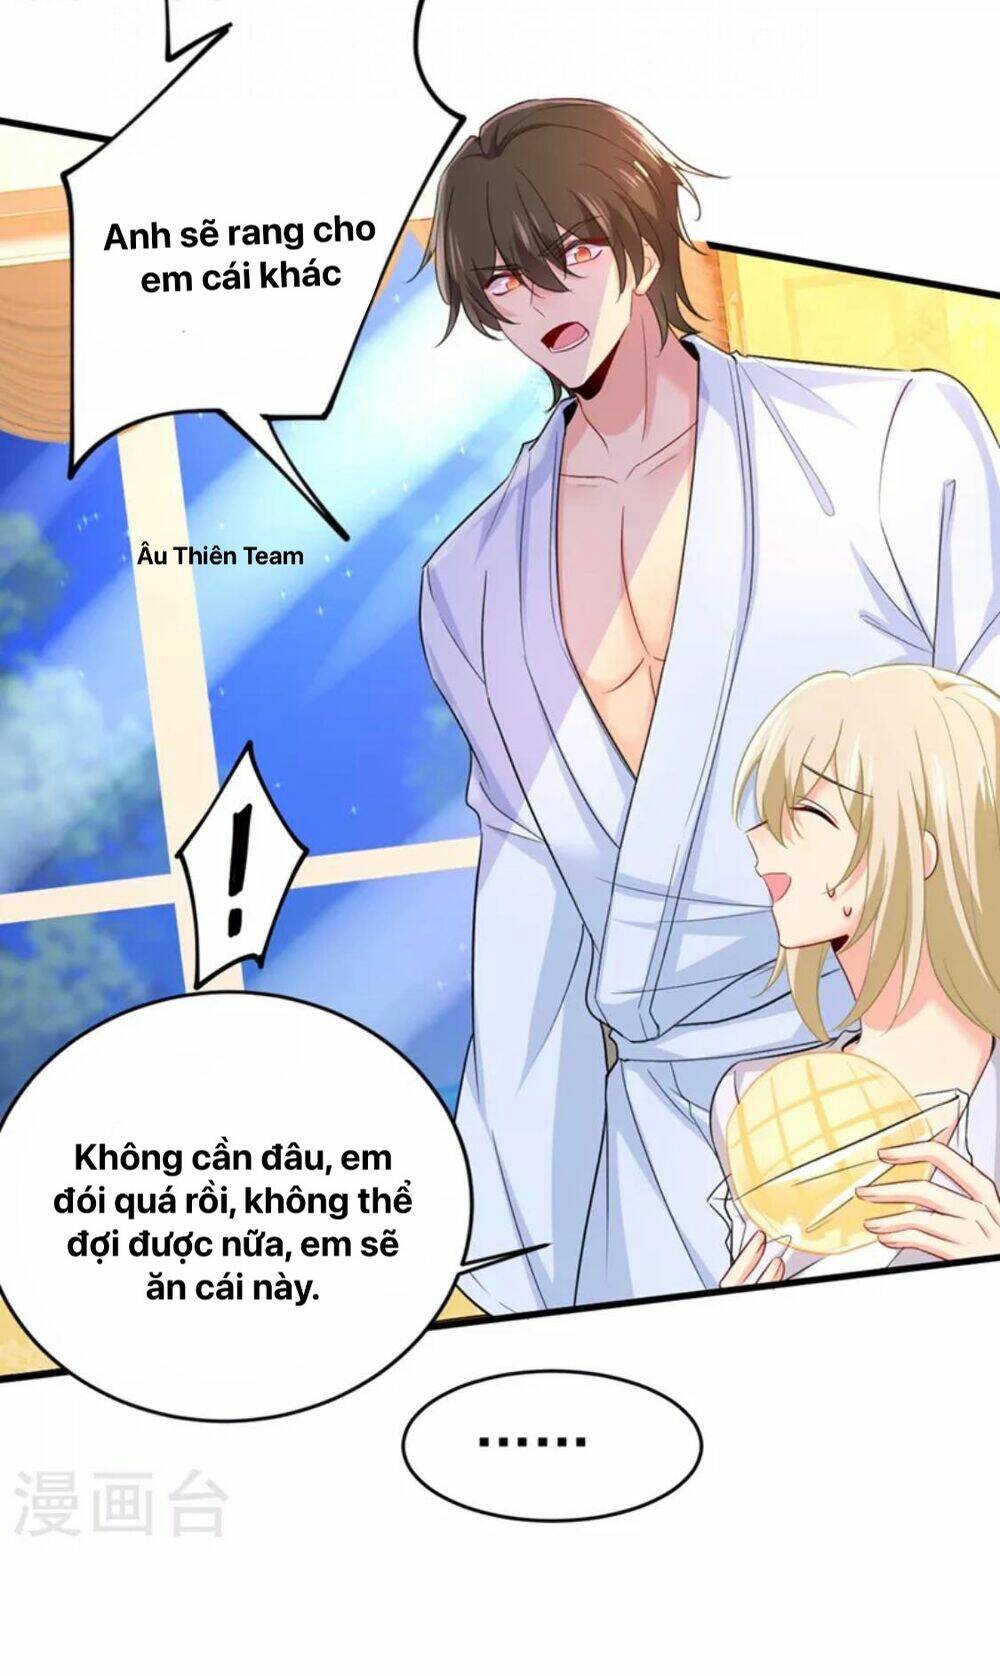 Anh sẽ rang cho
em cái khác
Âu Thiên Team
!
Không cần đâu, em
đói quá rồi, không thể
đợi được nữa, em sẽ
ăn cái này.
......
漫画台